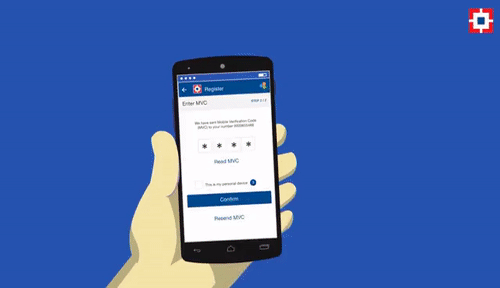 Register
Enter MVC
We have sent Mobile Verification Code
(MVC) to your number
* * * *
Read MVC
This is my personal device
Confirm
Resend MVC